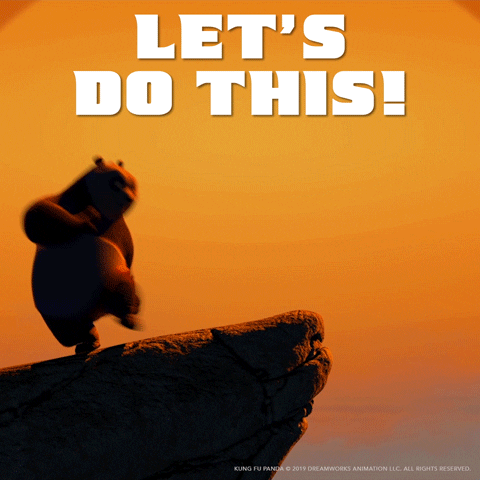 LET'S
DO THIS!
KUNG FU PANDA © 2019 DREAMWORKS ANIMATION LLC. ALL RIGHTS RESERVED.